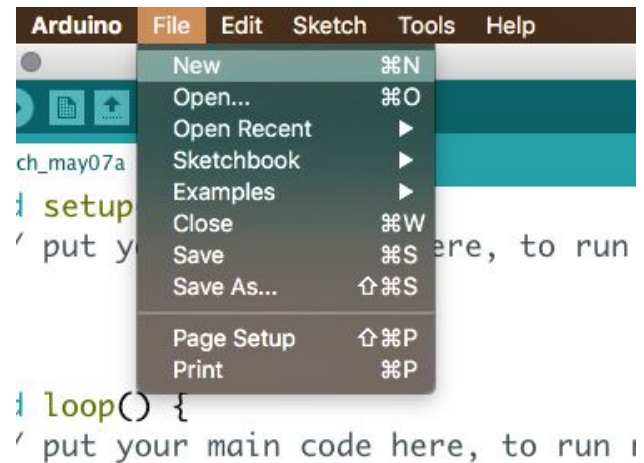 Arduino File Edit Sketch Tools Help
New ⌘N
Open... ⌘O
Open Recent ▶
Sketchbook ▶
Examples ▶
Close ⌘W
Save ⌘S
Save As... ⇧⌘S
Page Setup ⇧⌘P
Print ⌘P
ch_may07a
setup
put y
re, to run
loop() {
/ put your main code here, to run